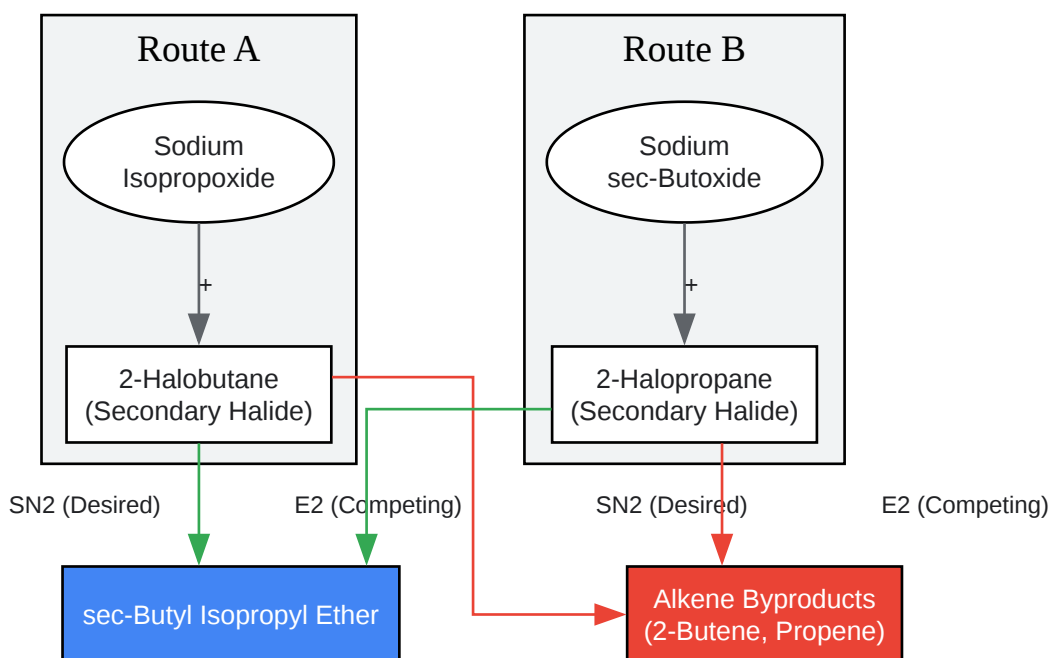 Route A
Route B
Sodium
Isopropoxide
Sodium
sec-Butoxide
+
+
2-Halobutane
(Secondary Halide)
2-Halopropane
(Secondary Halide)
SN2 (Desired)
E2 (Competing)
SN2 (Desired)
E2 (Competing)
sec-Butyl Isopropyl Ether
Alkene Byproducts
(2-Butene, Propene)